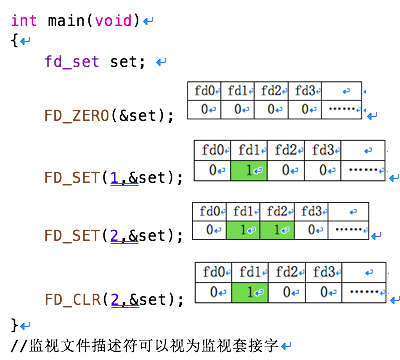 int main(void)
{
fd_set set;
fd0 fd1 fd2 fd3
FD_ZERO(&set); 0 0 0 0 ……
fd0 fd1 fd2 fd3
FD_SET(1,&set); 0 1 0 0 ……
fd0 fd1 fd2 fd3
FD_SET(2,&set); 0 1 1 0 ……
fd0 fd1 fd2 fd3
FD_CLR(2,&set); 0 1 0 0 ……
}
//监视文件描述符可以视为监视套接字